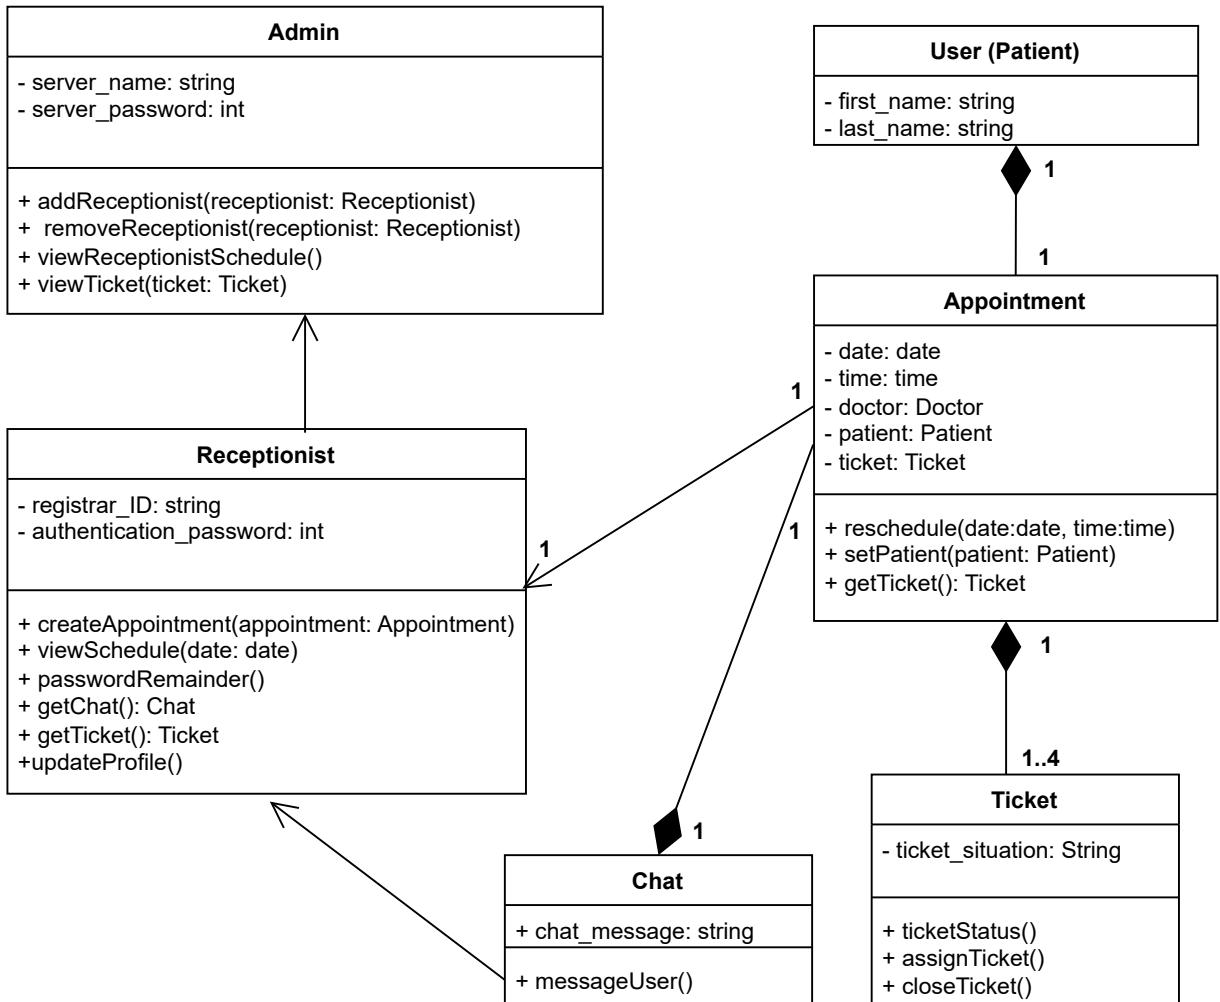 Admin
- server_name: string
- server_password: int
+ addReceptionist(receptionist: Receptionist)
+  removeReceptionist(receptionist: Receptionist)
+ viewReceptionistSchedule()
+ viewTicket(ticket: Ticket)
User (Patient)
- first_name: string
- last_name: string
1
1
Appointment
- date: date
- time: time
- doctor: Doctor
- patient: Patient
- ticket: Ticket
+ reschedule(date:date, time:time)
+ setPatient(patient: Patient)
+ getTicket(): Ticket
1
1
1
Receptionist
- registrar_ID: string
- authentication_password: int
+ createAppointment(appointment: Appointment)
+ viewSchedule(date: date)
+ passwordRemainder()
+ getChat(): Chat
+ getTicket(): Ticket
+updateProfile()
1
1..4
1
Chat
+ chat_message: string
+ messageUser()
Ticket
- ticket_situation: String
+ ticketStatus()
+ assignTicket()
+ closeTicket()